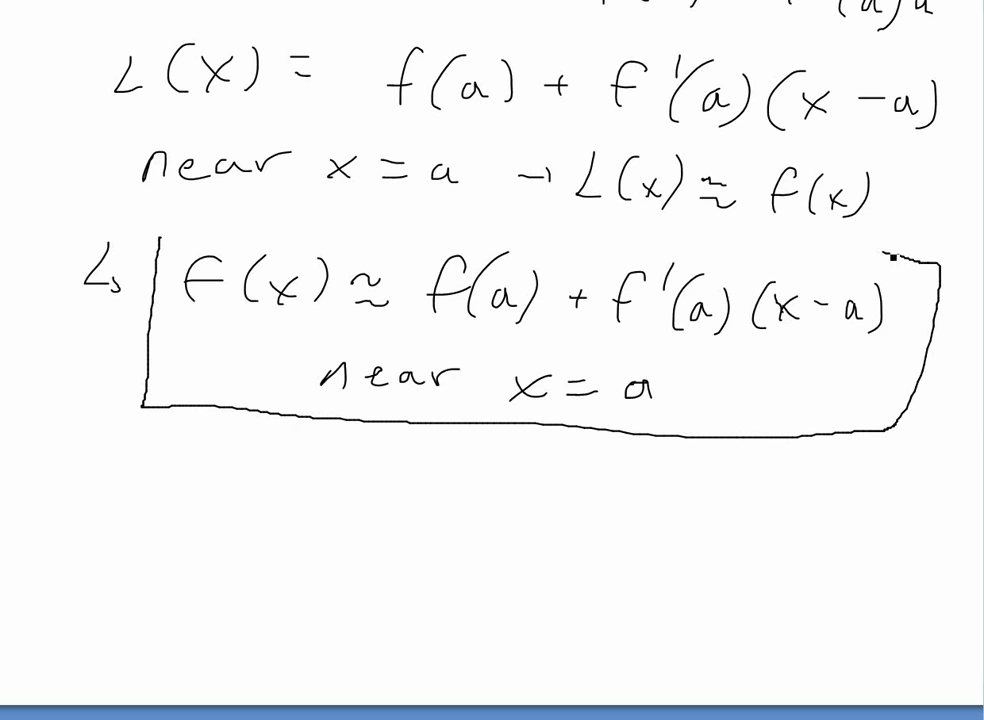 L(x) = f(a) + f'(a)(x - a)
near x = a → L(x) ≈ f(x)
↳ f(x) ≈ f(a) + f'(a)(x - a)
near x = a